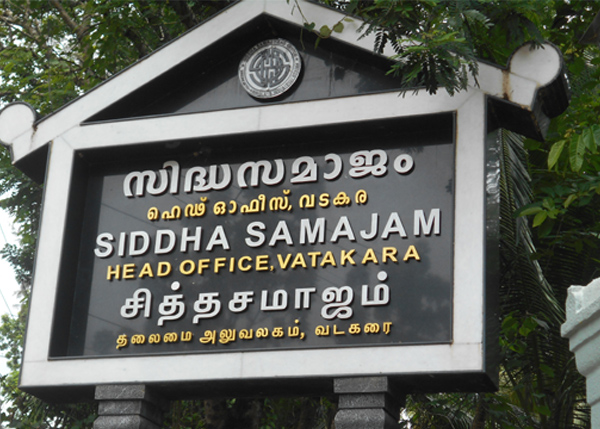 സിദ്ധസമാജം
ഹെഡ് ഓഫീസ്, വടകര
SIDDHA SAMAJAM
HEAD OFFICE, VATAKARA
சித்தசமாஜம்
தலைமை அலுவலகம், வடகரை